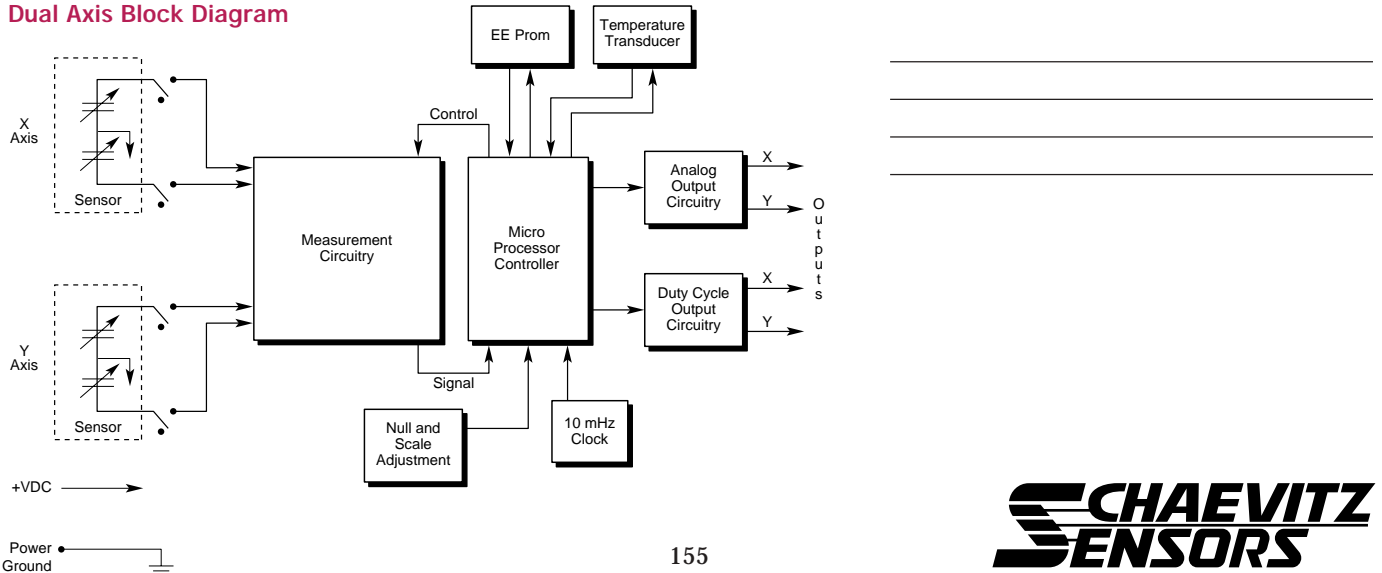 Dual Axis Block Diagram
EE Prom
Temperature
Transducer
Control
X
Axis
Sensor
Measurement
Circuitry
Micro
Processor
Controller
Analog
Output
Circuitry
X
Y
Outputs
Duty Cycle
Output
Circuitry
X
Y
Y
Axis
Sensor
Signal
Null and
Scale
Adjustment
10 mHz
Clock
+VDC
Power
Ground
155
SCHAEVITZ
SENSORS